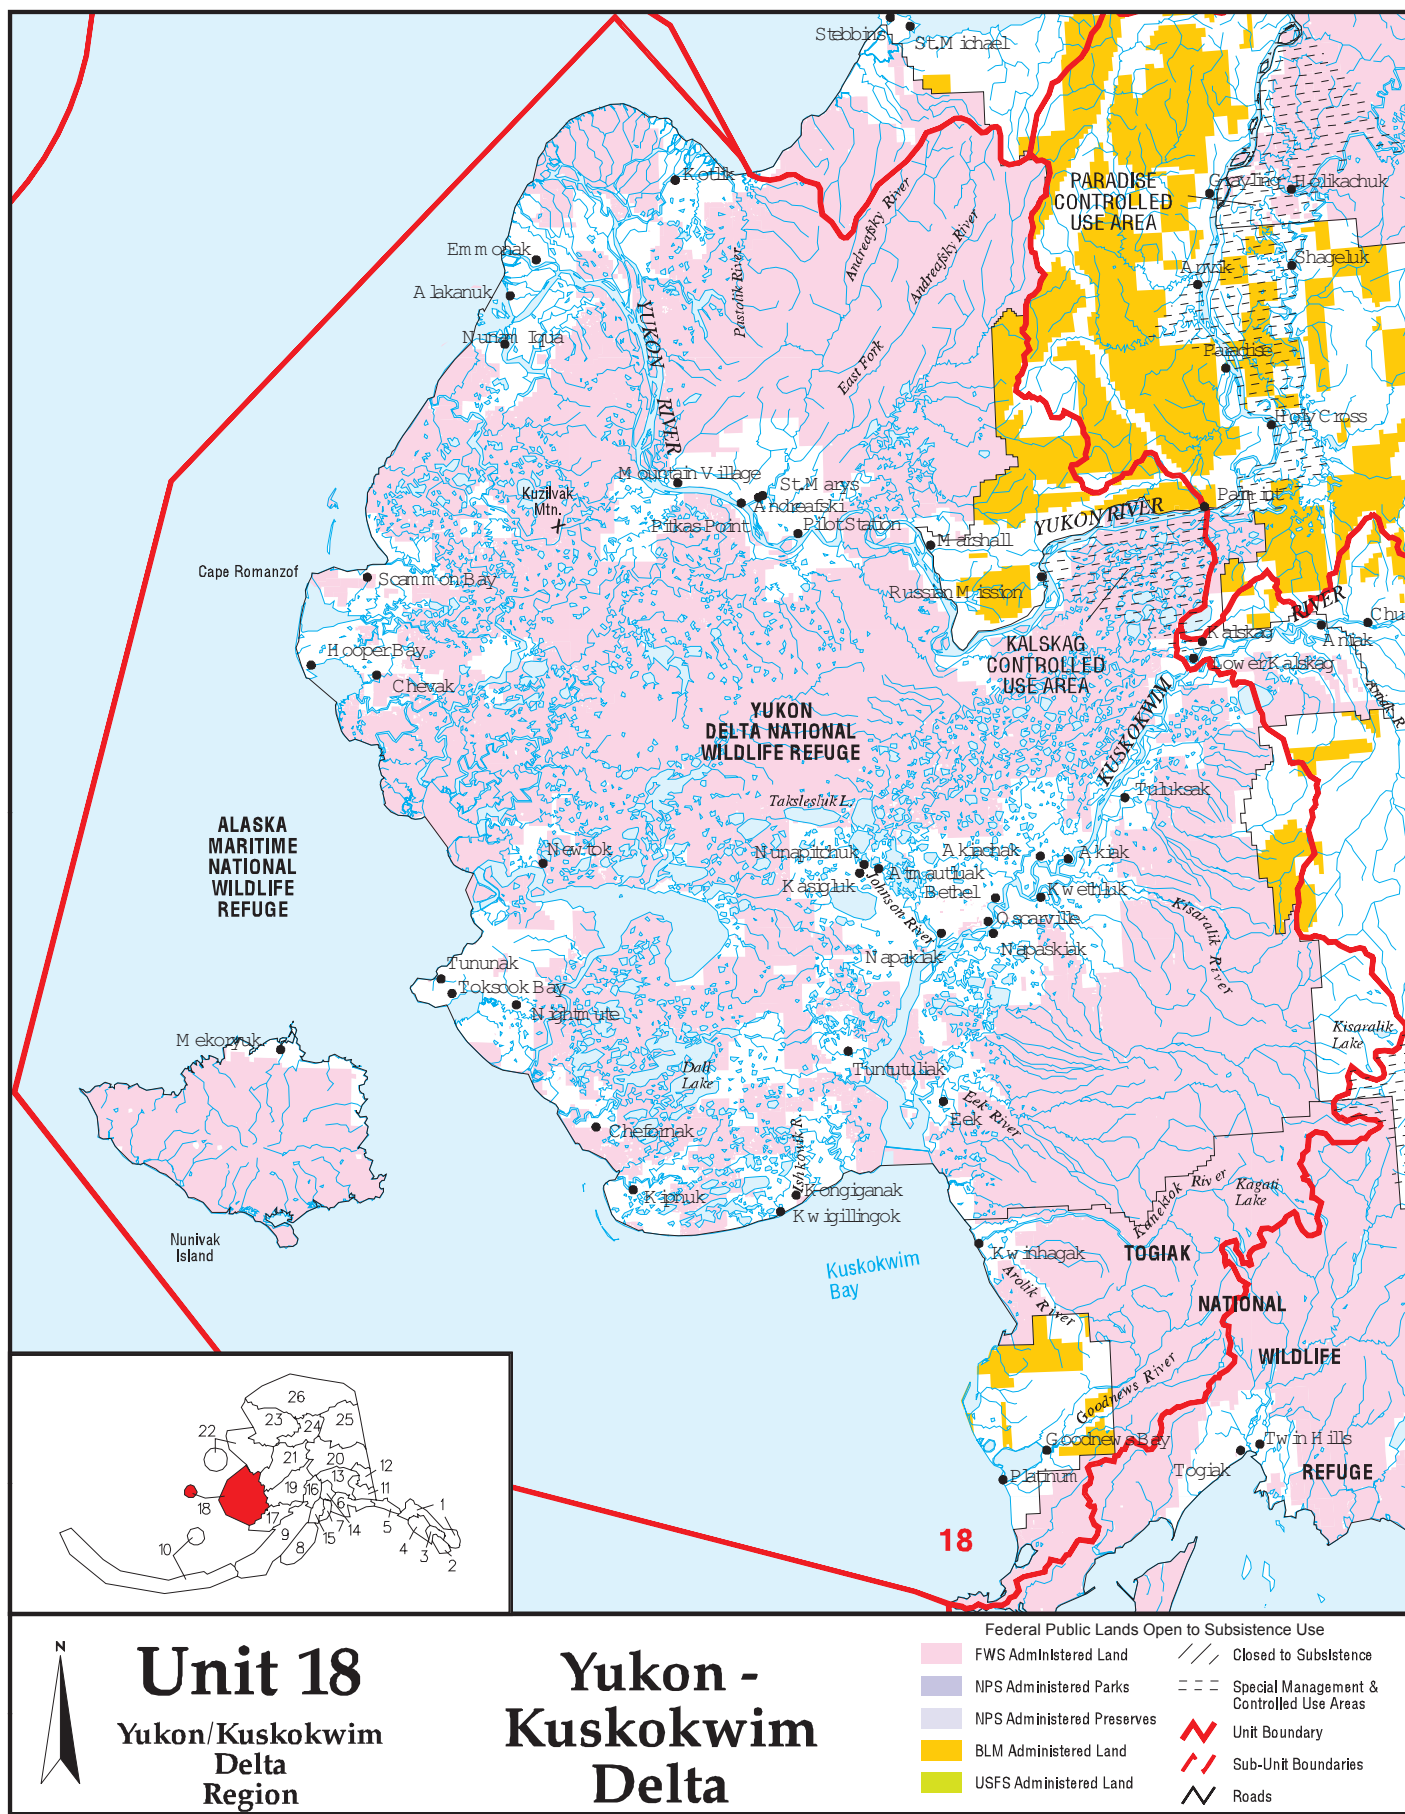 Stebbins
St. Michael
Kotlik
PARADISE
CONTROLLED
USE AREA
Grayling
Holikachuk
Andreafsky River
Andreafsky River
East Fork
Pastolik River
Emmonak
Alakanuk
Nunam Iqua
Anvik
Shageluk
YUKON
RIVER
Paradise
Holy Cross
Mountain Village
St. Marys
Andreafski
Pitkas Point
Pilot Station
Kuzilvak
Mtn.
YUKON RIVER
Paimiut
Marshall
Russian Mission
Cape Romanzof
Scammon Bay
Hooper Bay
Chevak
KALSKAG
CONTROLLED
USE AREA
Kalskag
Lower Kalskag
RIVER
Chu
Aniak
Aniak R.
KUSKOKWIM
YUKON
DELTA NATIONAL
WILDLIFE REFUGE
Takslesluk L.
Tuluksak
ALASKA
MARITIME
NATIONAL
WILDLIFE
REFUGE
Newtok
Nunapitchuk
Kasigluk
Atmautluak
Akiachak
Akiak
Bethel
Kwethluk
Johnson River
Oscarville
Napaskiak
Napakiak
Kisaralik River
Kisaralik
Lake
Tununak
Toksook Bay
Nightmute
Mekoryuk
Dall
Lake
Tuntutuliak
Eek River
Eek
Chefornak
Ishkowik R.
Kipnuk
Kongiganak
Kwigillingok
Nunivak
Island
Kuskokwim
Bay
Kanektok River
Kagati
Lake
Kwinhagak
Arolik River
TOGIAK
NATIONAL
WILDLIFE
REFUGE
Goodnews River
Goodnews Bay
Platinum
Togiak
Twin Hills
18
26
23
24
25
22
21
20
12
13
11
19
16
18
17
6
7
14
15
5
1
9
8
4
3
2
10
N
Unit 18
Yukon/Kuskokwim
Delta
Region
Yukon -
Kuskokwim
Delta
Federal Public Lands Open to Subsistence Use
FWS Administered Land
NPS Administered Parks
NPS Administered Preserves
BLM Administered Land
USFS Administered Land
Closed to Subsistence
Special Management &
Controlled Use Areas
Unit Boundary
Sub-Unit Boundaries
Roads